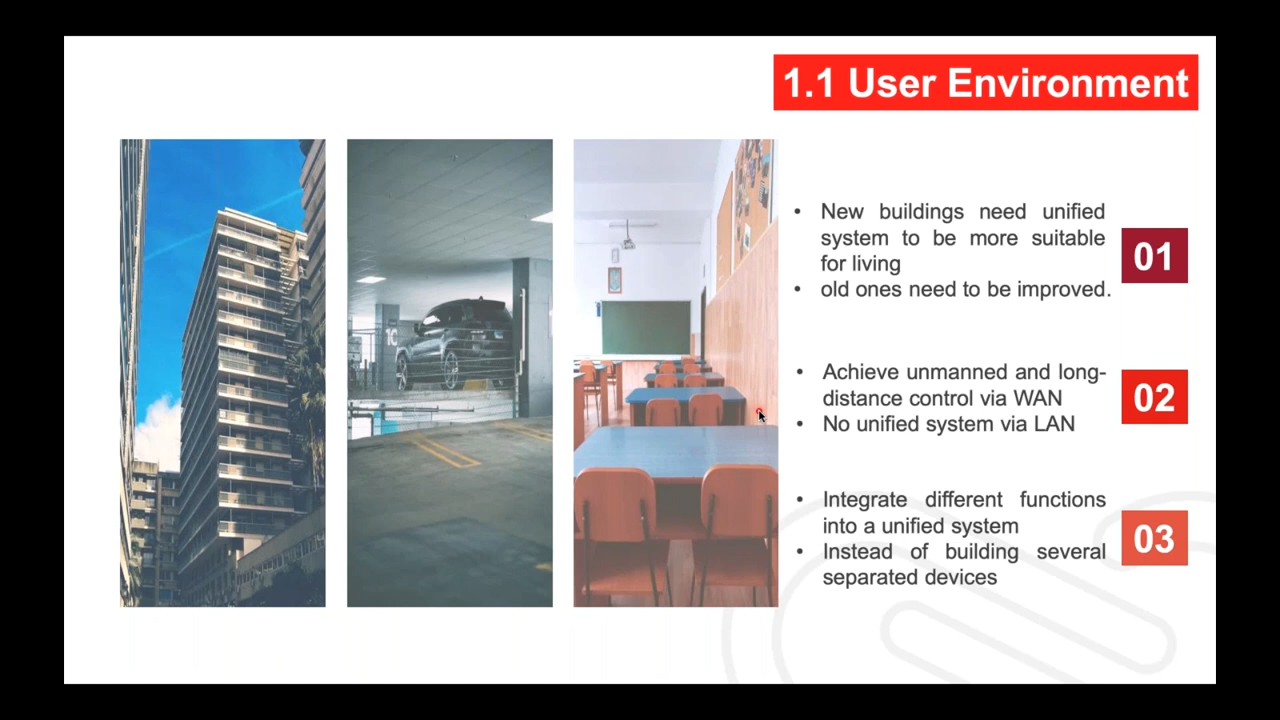 1.1 User Environment
• New buildings need unified
system to be more suitable
for living
• old ones need to be improved.
01
• Achieve unmanned and long-
distance control via WAN
• No unified system via LAN
02
• Integrate different functions
into a unified system
• Instead of building several
separated devices
03